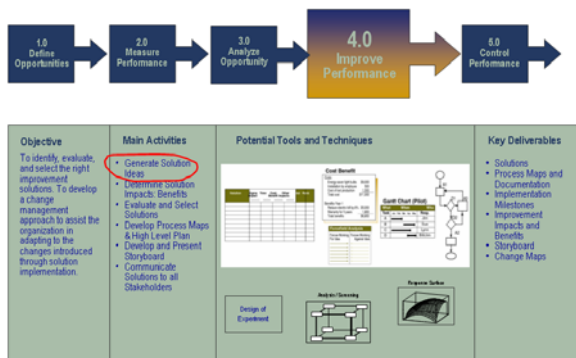 1.0
Define
Opportunities
2.0
Measure
Performance
3.0
Analyze
Opportunity
4.0
Improve
Performance
5.0
Control
Performance
Objective
To identify, evaluate,
and select the right
improvement
solutions. To develop
a change
management
approach to assist the
organization in
adapting to the
changes introduced
through solution
implementation.
Main Activities
• Generate Solution
Ideas
• Determine Solution
Impacts: Benefits
• Evaluate and Select
Solutions
• Develop Process Maps
& High Level Plan
• Develop and Present
Storyboard
• Communicate
Solutions to all
Stakeholders
Potential Tools and Techniques
Cost Benefit
Gantt Chart (Pilot)
Design of
Experiment
Analysis / Screening
Response Surface
Key Deliverables
• Solutions
• Process Maps and
Documentation
• Implementation
Milestones
• Improvement
Impacts and
Benefits
• Storyboard
• Change Maps